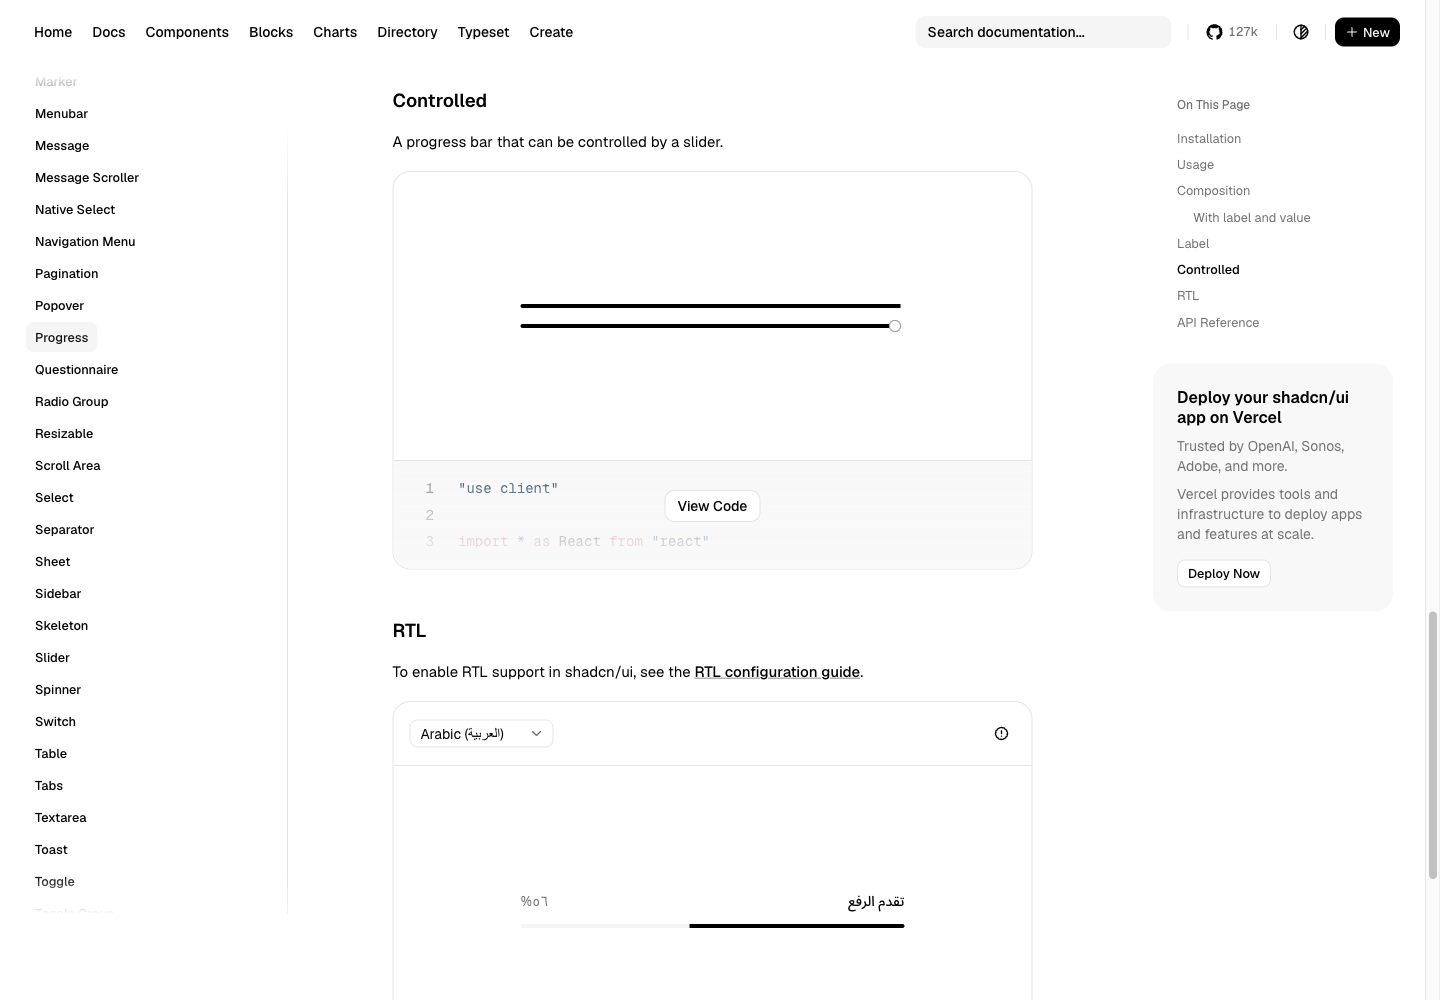 Home Docs Components Blocks Charts Directory Typeset Create
Search documentation...
127k
New
Marker
Menubar
Message
Message Scroller
Native Select
Navigation Menu
Pagination
Popover
Progress
Questionnaire
Radio Group
Resizable
Scroll Area
Select
Separator
Sheet
Sidebar
Skeleton
Slider
Spinner
Switch
Table
Tabs
Textarea
Toast
Toggle
Toggle Group
Controlled
A progress bar that can be controlled by a slider.
1 "use client"
2
3 import * as React from "react"
View Code
RTL
To enable RTL support in shadcn/ui, see the RTL configuration guide.
Arabic (العربية)
تقدم الرفع
%٥٦
On This Page
Installation
Usage
Composition
With label and value
Label
Controlled
RTL
API Reference
Deploy your shadcn/ui
app on Vercel
Trusted by OpenAI, Sonos,
Adobe, and more.
Vercel provides tools and
infrastructure to deploy apps
and features at scale.
Deploy Now